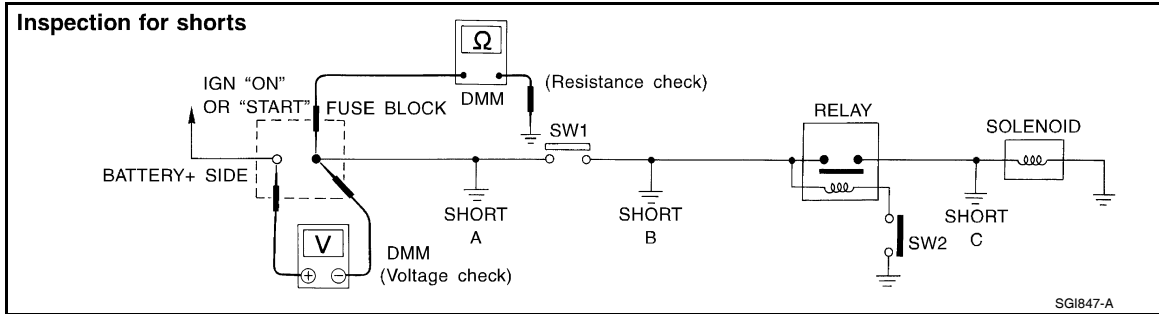 Inspection for shorts
Ω
IGN “ON”
OR “START”
FUSE BLOCK
DMM
(Resistance check)
SW1
RELAY
SOLENOID
BATTERY+ SIDE
SHORT
A
SHORT
B
SHORT
C
SW2
V
+ −
DMM
(Voltage check)
SGI847-A